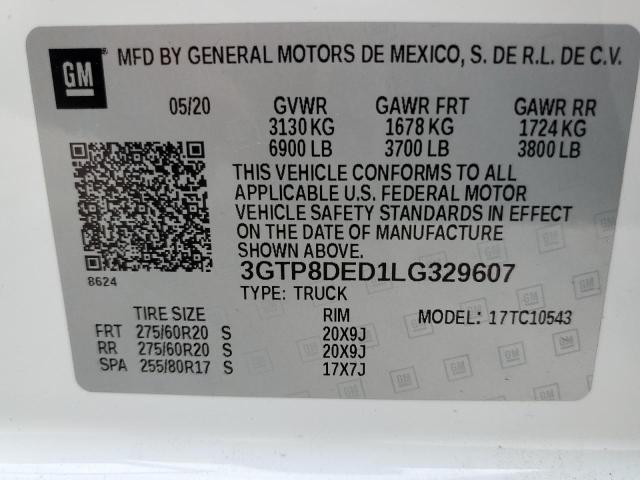 GM MFD BY GENERAL MOTORS DE MEXICO, S. DE R.L. DE C.V.
05/20 GVWR GAWR FRT GAWR RR
3130 KG 1678 KG 1724 KG
6900 LB 3700 LB 3800 LB
THIS VEHICLE CONFORMS TO ALL
APPLICABLE U.S. FEDERAL MOTOR
VEHICLE SAFETY STANDARDS IN EFFECT
ON THE DATE OF MANUFACTURE
SHOWN ABOVE.
8624
3GTP8DED1LG329607
TYPE: TRUCK
TIRE SIZE RIM MODEL: 17TC10543
FRT 275/60R20 S 20X9J
RR 275/60R20 S 20X9J
SPA 255/80R17 S 17X7J